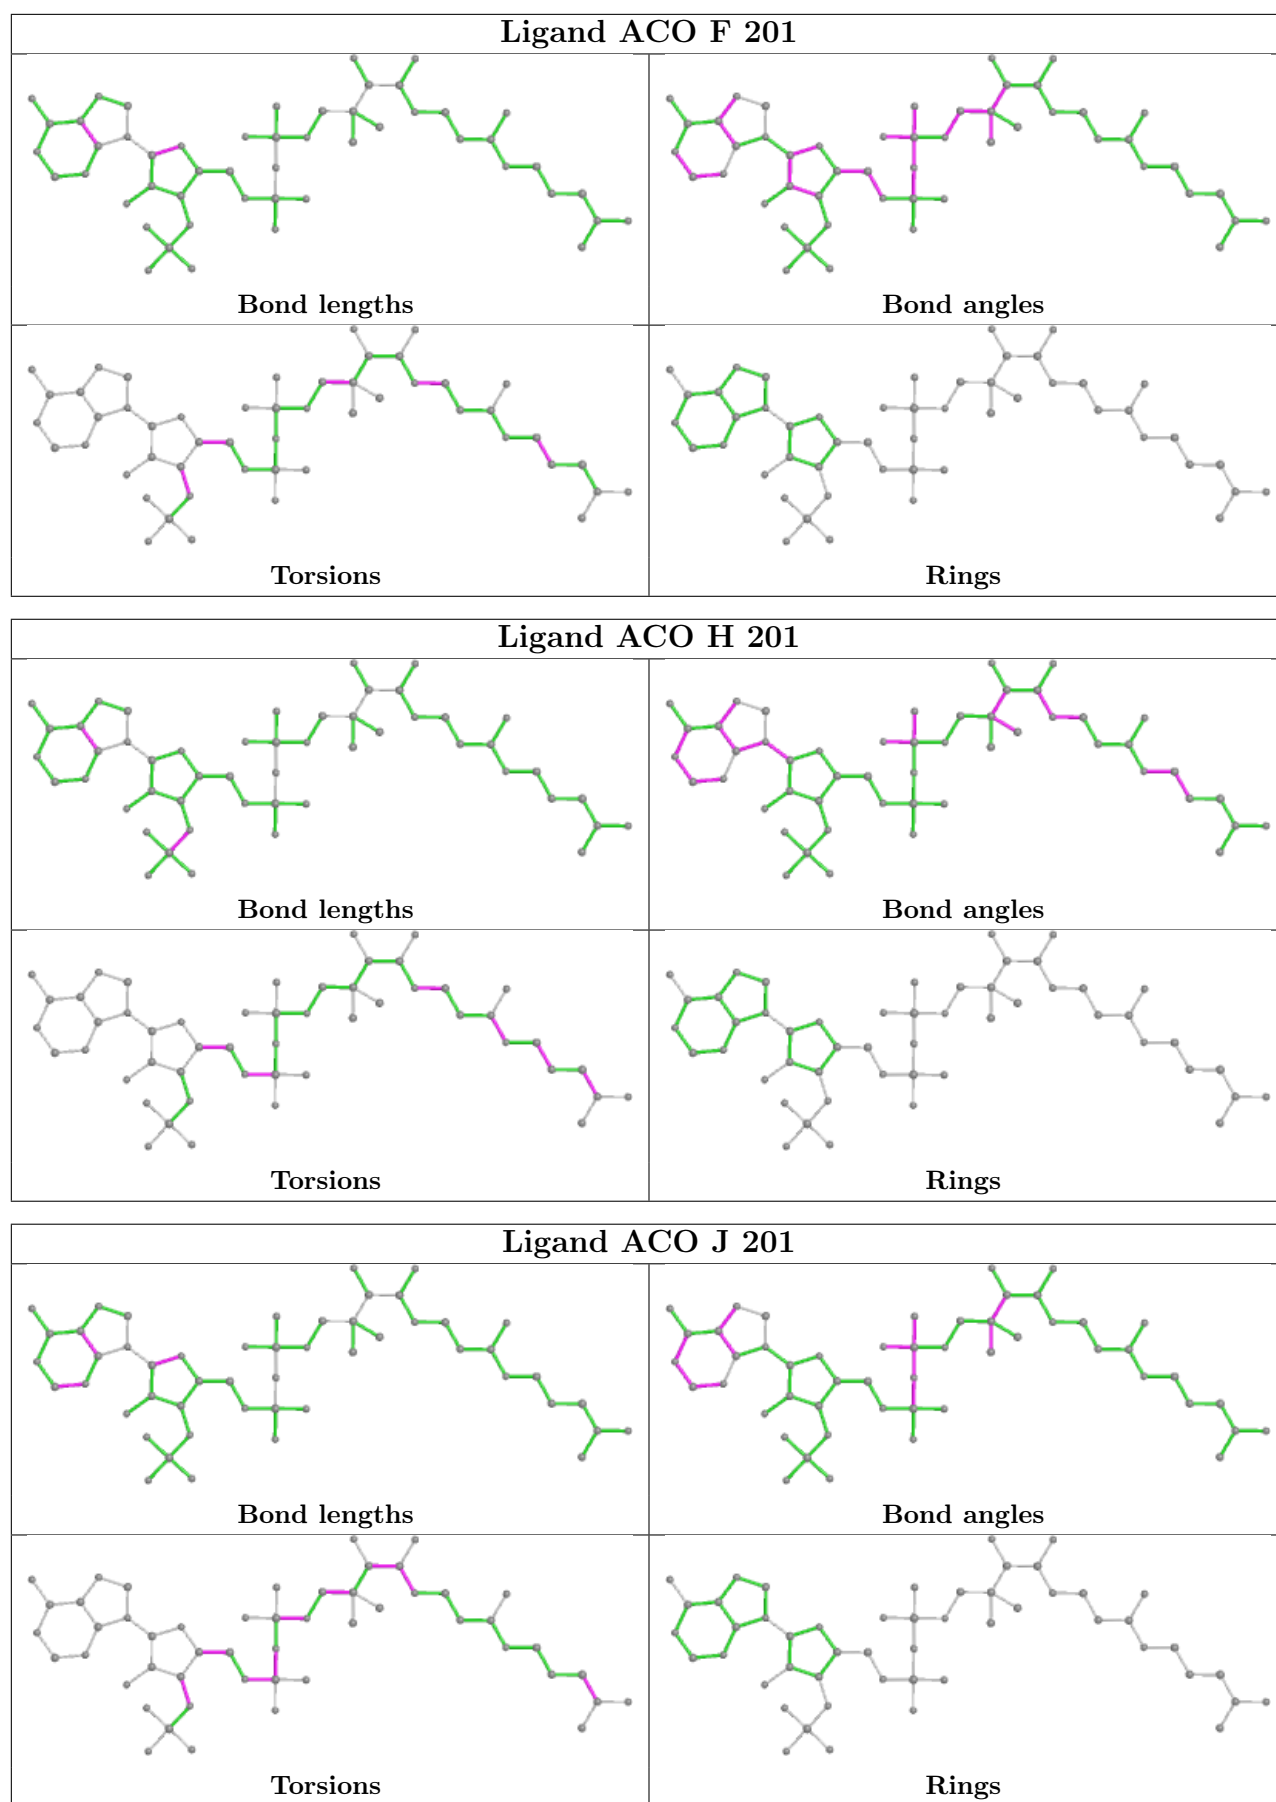 Ligand ACO F 201
Bond lengths
Bond angles
Torsions
Rings
Ligand ACO H 201
Bond lengths
Bond angles
Torsions
Rings
Ligand ACO J 201
Bond lengths
Bond angles
Torsions
Rings